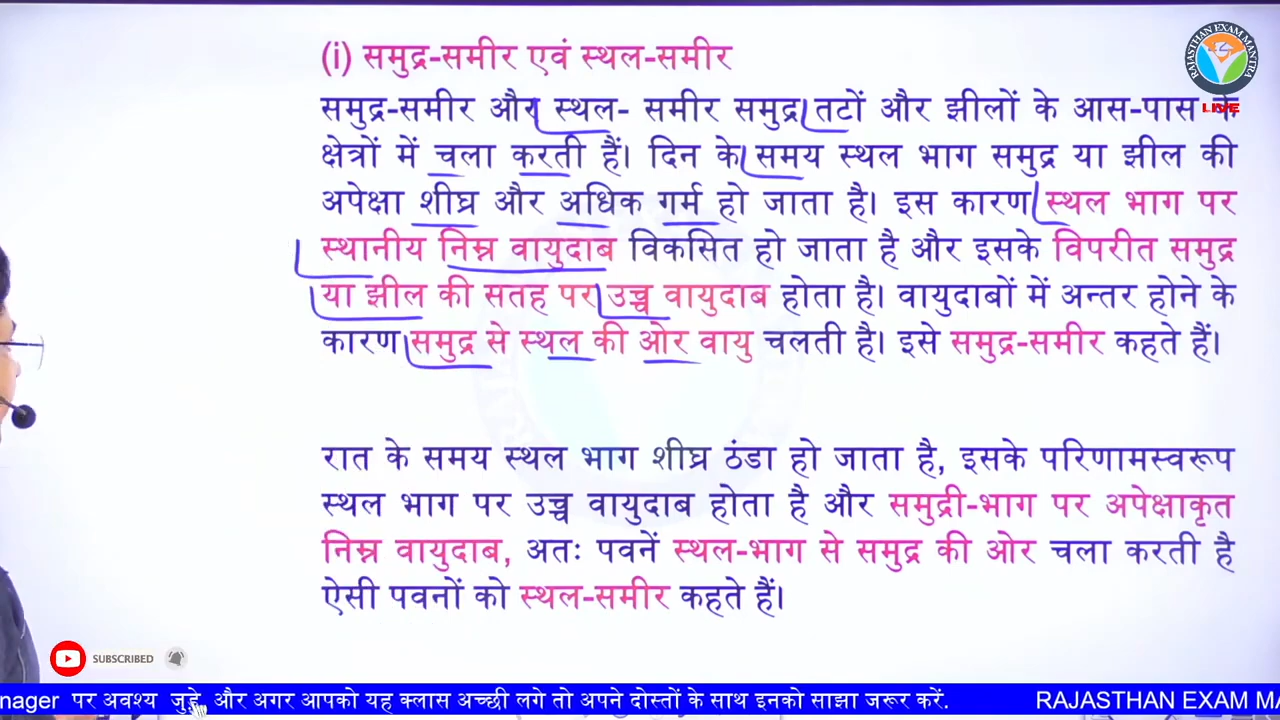 (i) समुद्र-समीर एवं स्थल-समीर
समुद्र-समीर और स्थल- समीर समुद्र तटों और झीलों के आस-पास के
क्षेत्रों में चला करती हैं। दिन के समय स्थल भाग समुद्र या झील की
अपेक्षा शीघ्र और अधिक गर्म हो जाता है। इस कारण स्थल भाग पर
स्थानीय निम्न वायुदाब विकसित हो जाता है और इसके विपरीत समुद्र
या झील की सतह पर उच्च वायुदाब होता है। वायुदाबों में अन्तर होने के
कारण समुद्र से स्थल की ओर वायु चलती है। इसे समुद्र-समीर कहते हैं।
रात के समय स्थल भाग शीघ्र ठंडा हो जाता है, इसके परिणामस्वरूप
स्थल भाग पर उच्च वायुदाब होता है और समुद्री-भाग पर अपेक्षाकृत
निम्न वायुदाब, अतः पवनें स्थल-भाग से समुद्र की ओर चला करती है
ऐसी पवनों को स्थल-समीर कहते हैं।
RAJASTHAN EXAM MANTRA
LIVE
SUBSCRIBED
nager पर अवश्य जुड़े, और अगर आपको यह क्लास अच्छी लगे तो अपने दोस्तों के साथ इनको साझा जरूर करें. RAJASTHAN EXAM MA